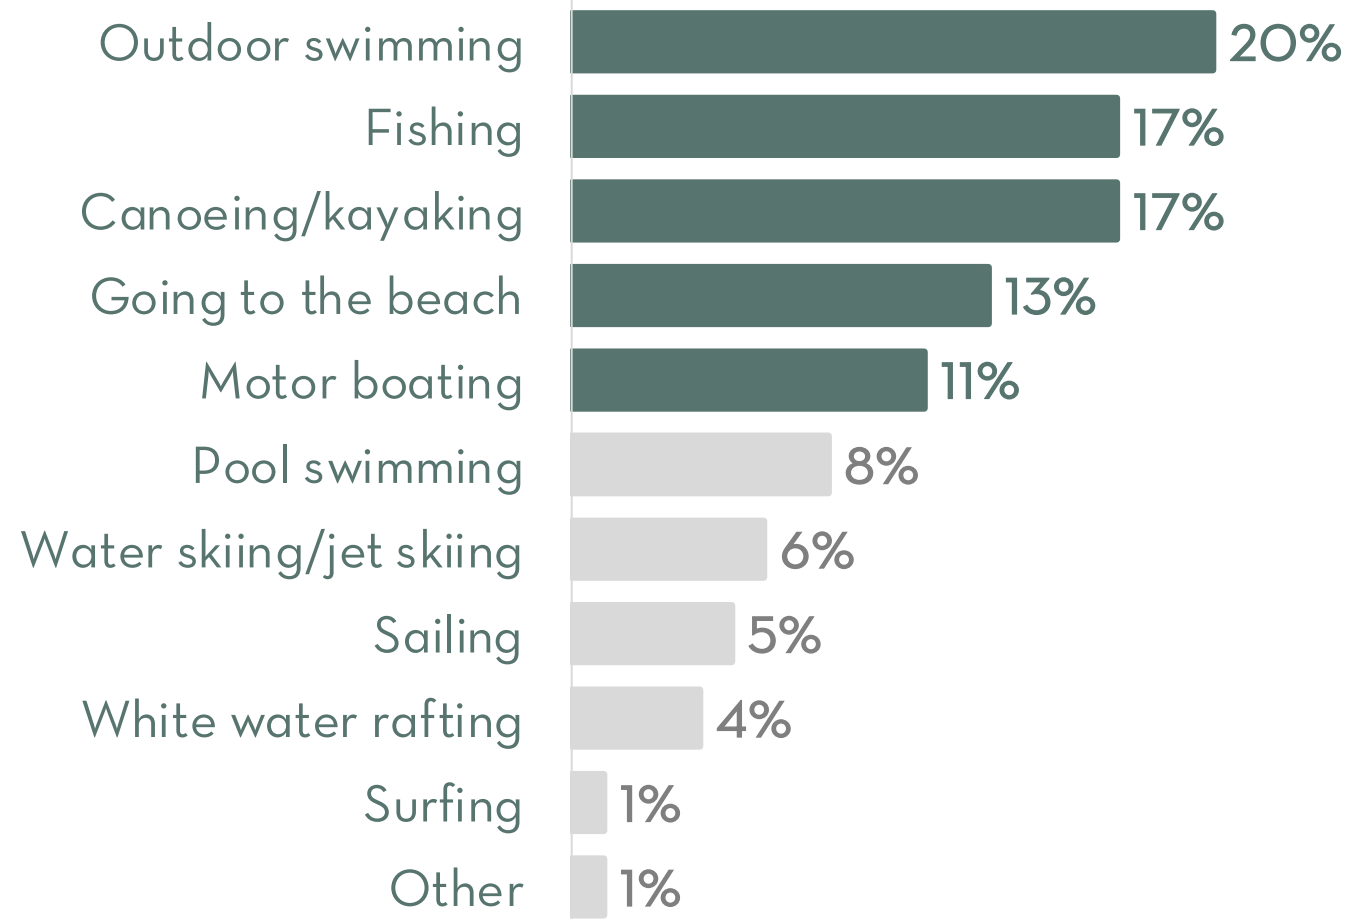 Outdoor swimming 20%
Fishing 17%
Canoeing/kayaking 17%
Going to the beach 13%
Motor boating 11%
Pool swimming 8%
Water skiing/jet skiing 6%
Sailing 5%
White water rafting 4%
Surfing 1%
Other 1%